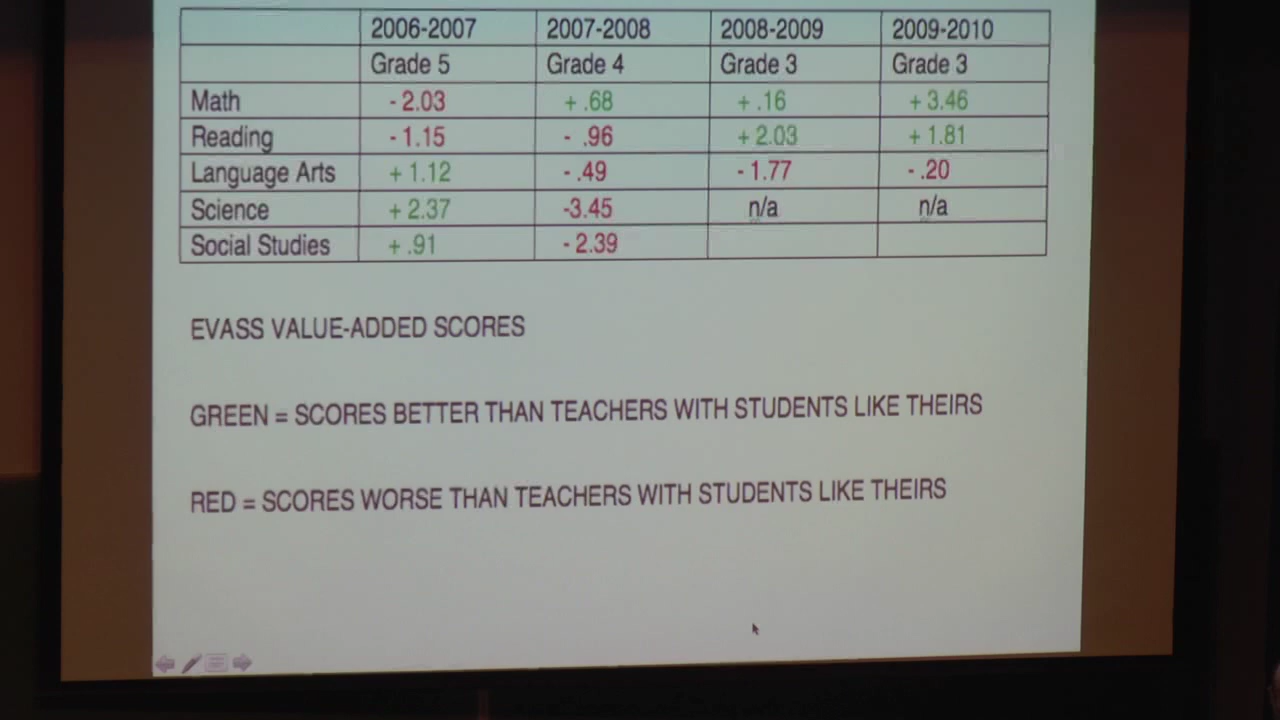 2006-2007 2007-2008 2008-2009 2009-2010
Grade 5 Grade 4 Grade 3 Grade 3
Math - 2.03 + .68 + .16 + 3.46
Reading - 1.15 - .96 + 2.03 + 1.81
Language Arts + 1.12 - .49 - 1.77 - .20
Science + 2.37 -3.45 n/a n/a
Social Studies + .91 - 2.39
EVASS VALUE-ADDED SCORES
GREEN = SCORES BETTER THAN TEACHERS WITH STUDENTS LIKE THEIRS
RED = SCORES WORSE THAN TEACHERS WITH STUDENTS LIKE THEIRS